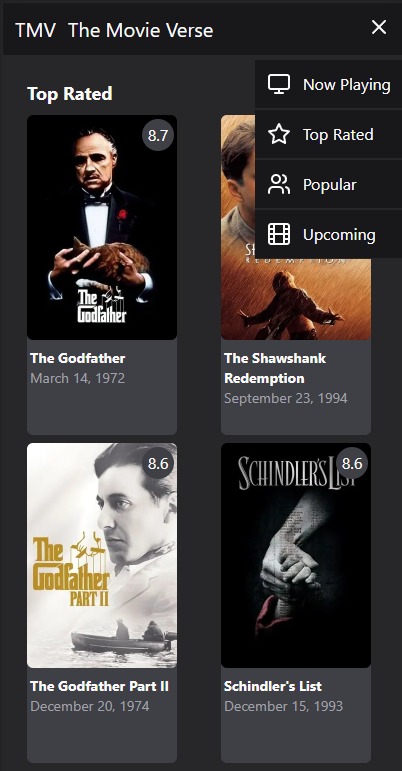 TMV The Movie Verse
Now Playing
Top Rated
Popular
Upcoming
Top Rated
8.7
The
Godfather
The Godfather
March 14, 1972
REDEMPTION
The Shawshank
Redemption
September 23, 1994
8.6
The
Godfather
PART II
The Godfather Part II
December 20, 1974
8.6
SCHINDLER'S LIST
Schindler's List
December 15, 1993